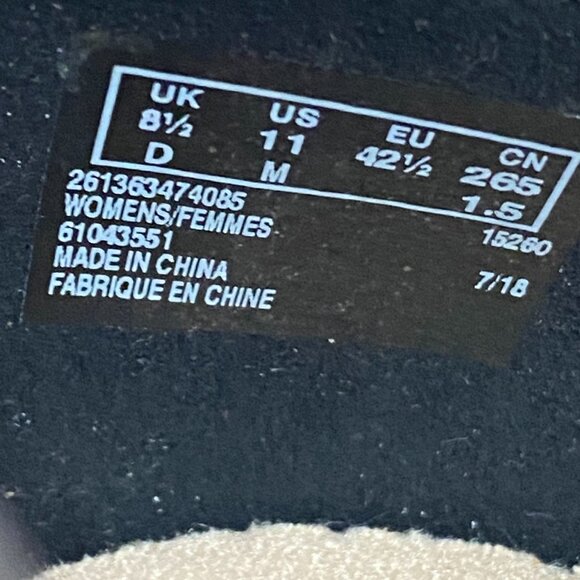 UK US EU CN
8½ 11 42½ 265
D M 1.5
261363474085
WOMENS/FEMMES 15260
61043551
MADE IN CHINA 7/18
FABRIQUE EN CHINE